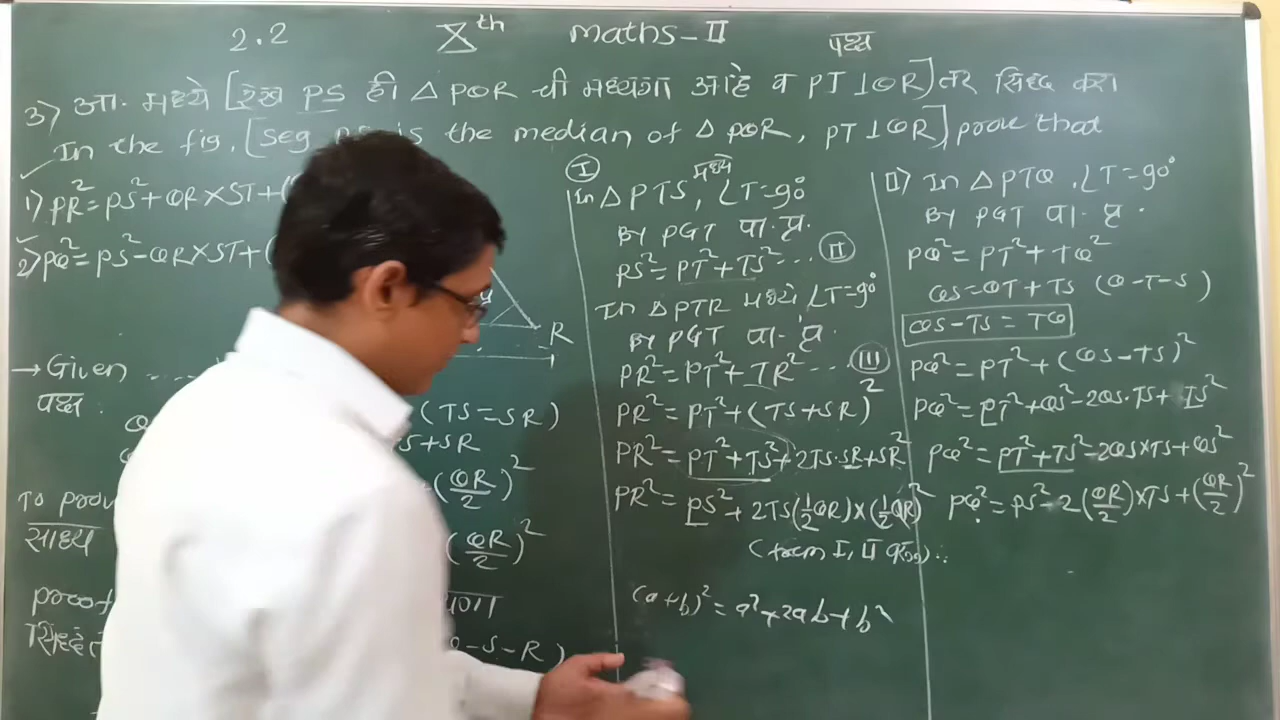 2.2 Xth maths-II पक्ष
3) आ. मध्ये [रेख PS ही △PQR ची मध्यगा आहे व PT⊥QR] तर सिध्द करा
In the fig, [seg PS is the median of △PQR, PT⊥QR] prove that
1) PR²=PS²+QR×ST+(
2) PQ²=PS²-QR×ST+(
R
→ Given ....
पक्ष.
(TS=SR)
S+SR
(QR/2)²
To prov
साध्य
(QR/2)²
proof
सिद्धत
Q-S-R)
I
In △PTS, मध्ये ∠T=90°
By PGT पा.प्र.
PS²=PT²+TS² ... II
In △PTR मध्ये, ∠T=90°
By PGT पा.प्र.
PR²=PT²+TR² .... III
PR²=PT²+(TS+SR)²
PR²=PT²+TS²+2TS.SR+SR²
PR²=PS²+2TS(1/2QR)×(1/2QR)²
(from I, II वरून)..
(a+b)²=a²+2ab+b²
II) In △PTQ, ∠T=90°
By PGT पा.प्र.
PQ²=PT²+TQ²
QS=QT+TS (Q-T-S)
QS-TS=TQ
PQ²=PT²+(QS-TS)²
PQ²=PT²+QS²-2QS.TS+TS²
PQ²=PT²+TS²-2QS×TS+QS²
PQ²=PS²-2(QR/2)×TS+(QR/2)²